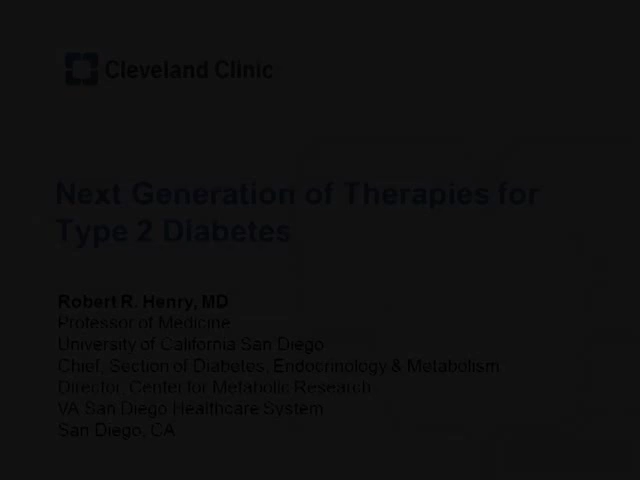 Cleveland Clinic
Next Generation of Therapies for
Type 2 Diabetes
Robert R. Henry, MD
Professor of Medicine
University of California San Diego
Chief, Section of Diabetes, Endocrinology & Metabolism
Director, Center for Metabolic Research
VA San Diego Healthcare System
San Diego, CA